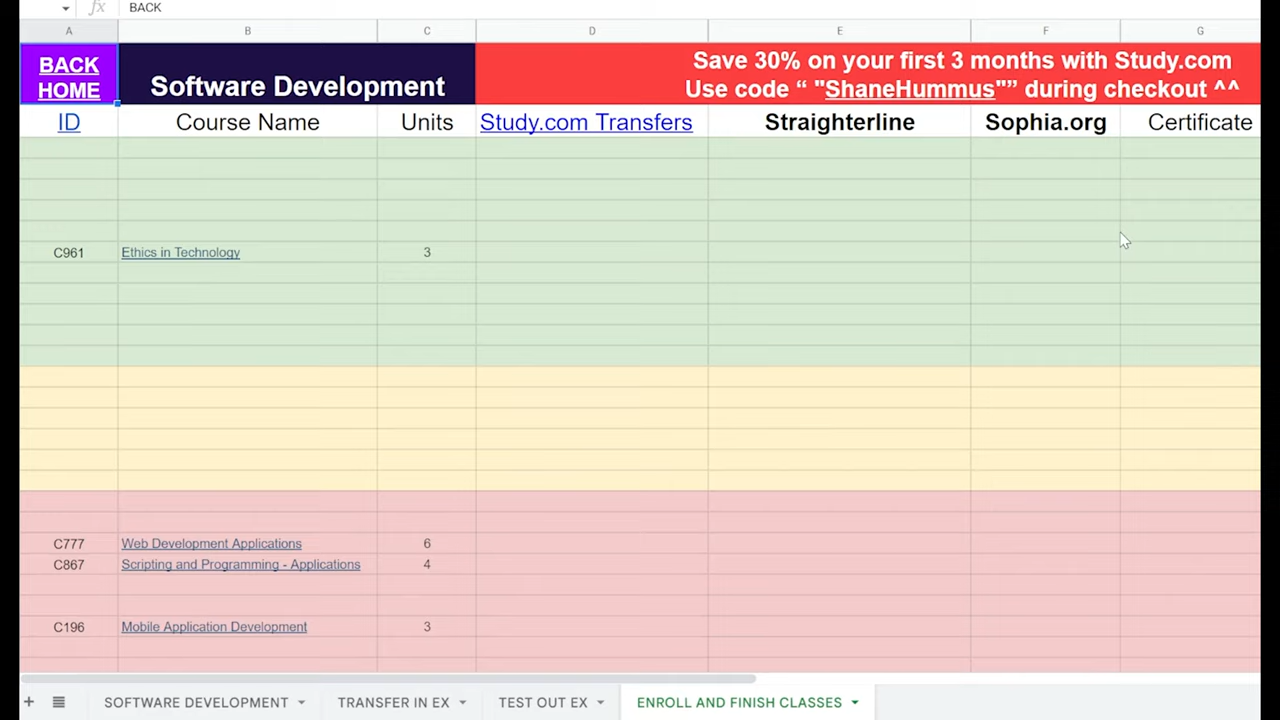 fx BACK
A B C D E F G
BACK
HOME
Software Development
Save 30% on your first 3 months with Study.com
Use code “ "ShaneHummus"” during checkout ^^
ID Course Name Units Study.com Transfers Straighterline Sophia.org Certificate
C961 Ethics in Technology 3
C777 Web Development Applications 6
C867 Scripting and Programming - Applications 4
C196 Mobile Application Development 3
+ SOFTWARE DEVELOPMENT TRANSFER IN EX TEST OUT EX ENROLL AND FINISH CLASSES